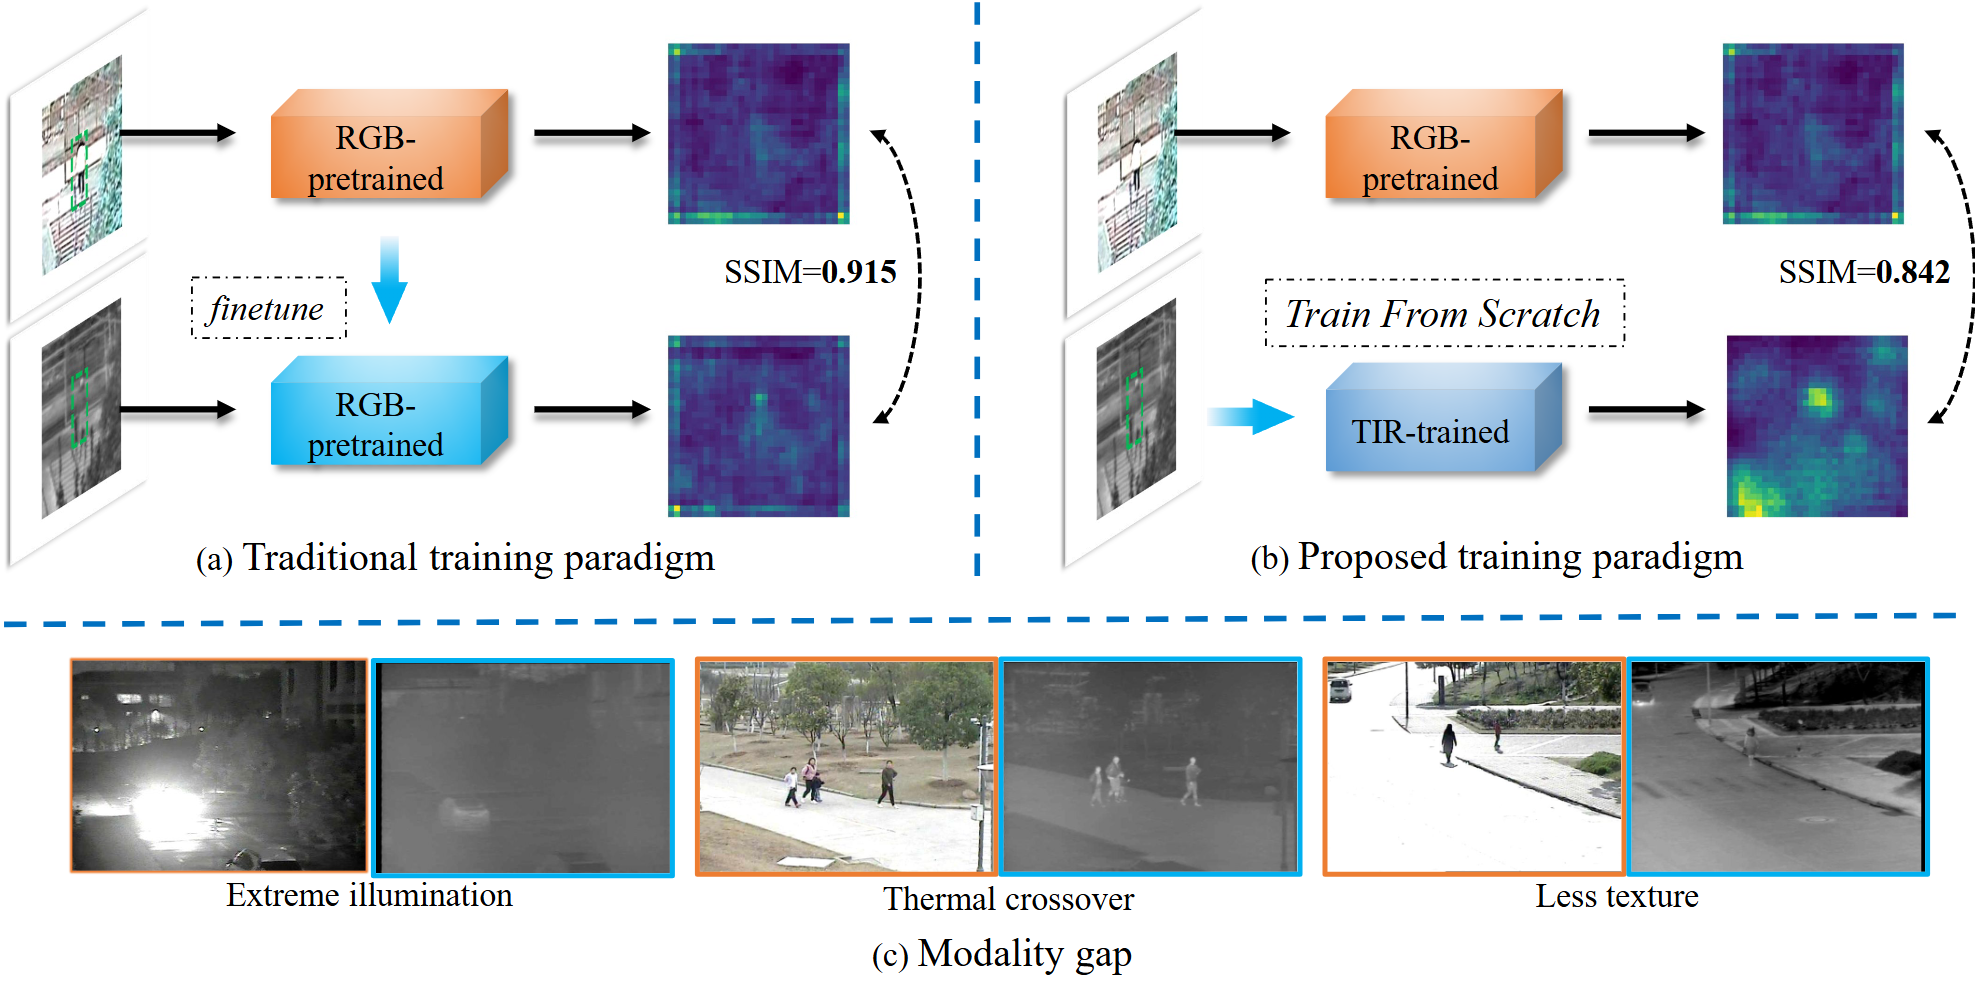 RGB-
pretrained
finetune
RGB-
pretrained
SSIM=0.915
(a) Traditional training paradigm
RGB-
pretrained
Train From Scratch
TIR-trained
SSIM=0.842
(b) Proposed training paradigm
Extreme illumination
Thermal crossover
Less texture
(c) Modality gap